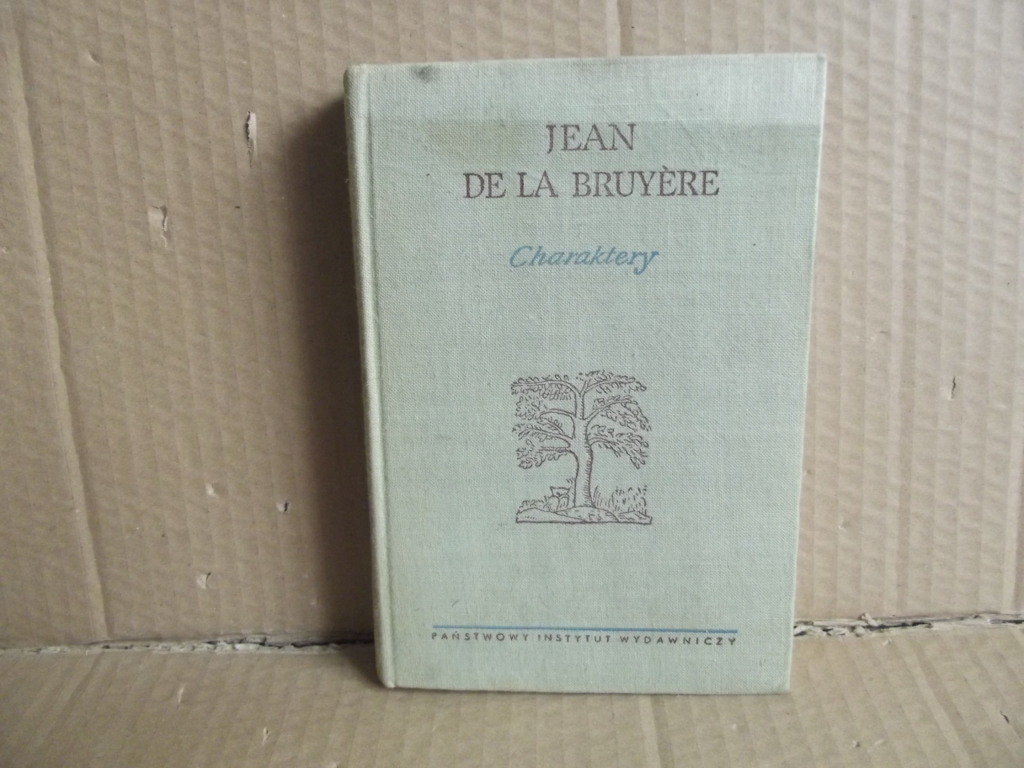 JEAN
DE LA BRUYÈRE
Charaktery
PAŃSTWOWY INSTYTUT WYDAWNICZY